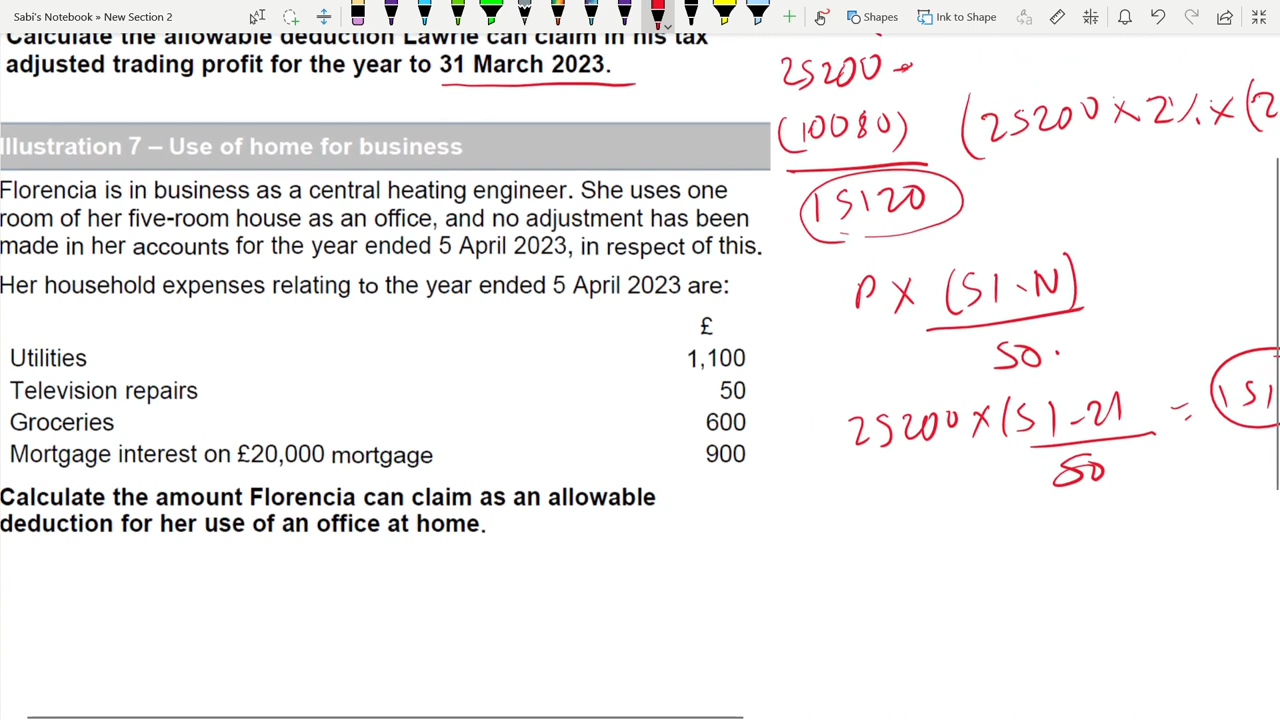 Sabi's Notebook » New Section 2
Shapes
Ink to Shape
Calculate the allowable deduction Lawrie can claim in his tax
adjusted trading profit for the year to 31 March 2023.
Illustration 7 – Use of home for business
Florencia is in business as a central heating engineer. She uses one
room of her five-room house as an office, and no adjustment has been
made in her accounts for the year ended 5 April 2023, in respect of this.
Her household expenses relating to the year ended 5 April 2023 are:
£
Utilities 1,100
Television repairs 50
Groceries 600
Mortgage interest on £20,000 mortgage 900
Calculate the amount Florencia can claim as an allowable
deduction for her use of an office at home.
25200
(10080) (25200 × 2% × (2
15120
P × (51 - N)
50
25200 × (51 - 21
50
= 151